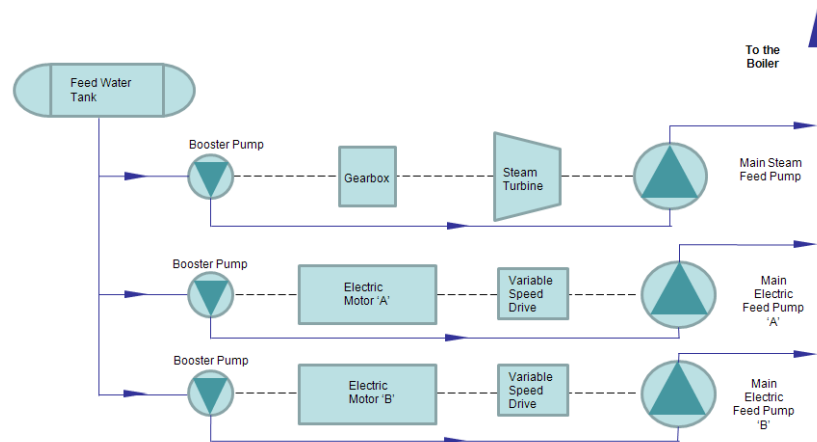 To the
Boiler
Feed Water
Tank
Booster Pump
Gearbox
Steam
Turbine
Main Steam
Feed Pump
Booster Pump
Electric
Motor ‘A’
Variable
Speed
Drive
Main
Electric
Feed Pump
‘A’
Booster Pump
Electric
Motor ‘B’
Variable
Speed
Drive
Main
Electric
Feed Pump
‘B’